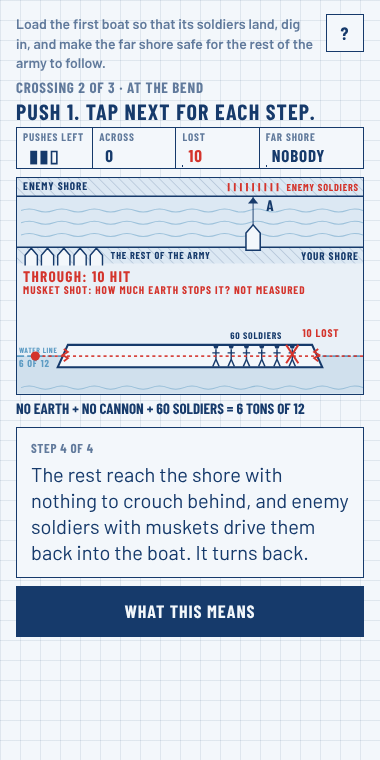 Load the first boat so that its soldiers land, dig
in, and make the far shore safe for the rest of the
army to follow.
?
CROSSING 2 OF 3 · AT THE BEND
PUSH 1. TAP NEXT FOR EACH STEP.
PUSHES LEFT
ACROSS
0
LOST
10
FAR SHORE
NOBODY
ENEMY SHORE
ENEMY SOLDIERS
A
THE REST OF THE ARMY
YOUR SHORE
THROUGH: 10 HIT
MUSKET SHOT: HOW MUCH EARTH STOPS IT? NOT MEASURED
60 SOLDIERS
10 LOST
WATER LINE
6 OF 12
NO EARTH + NO CANNON + 60 SOLDIERS = 6 TONS OF 12
STEP 4 OF 4
The rest reach the shore with
nothing to crouch behind, and enemy
soldiers with muskets drive them
back into the boat. It turns back.
WHAT THIS MEANS